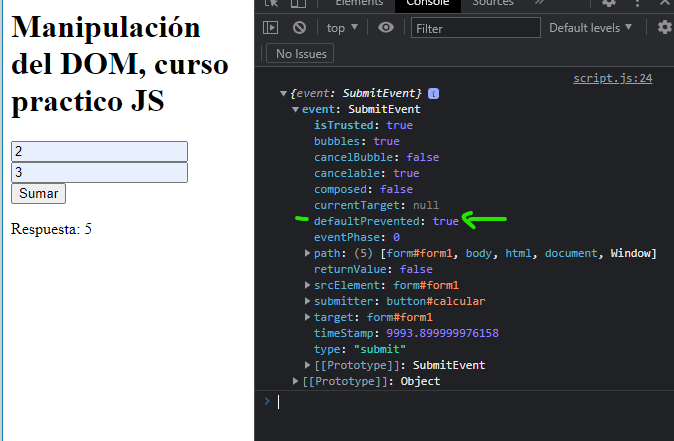 Manipulación
del DOM, curso
practico JS
2
3
Sumar
Respuesta: 5
Elements Console Sources »
top ▾ Filter Default levels ▾
No Issues
script.js:24
▼{event: SubmitEvent} i
▼event: SubmitEvent
isTrusted: true
bubbles: true
cancelBubble: false
cancelable: true
composed: false
currentTarget: null
defaultPrevented: true
eventPhase: 0
▶path: (5) [form#form1, body, html, document, Window]
returnValue: false
▶srcElement: form#form1
▶submitter: button#calcular
▶target: form#form1
timeStamp: 9993.899999976158
type: "submit"
▶[[Prototype]]: SubmitEvent
▶[[Prototype]]: Object
>